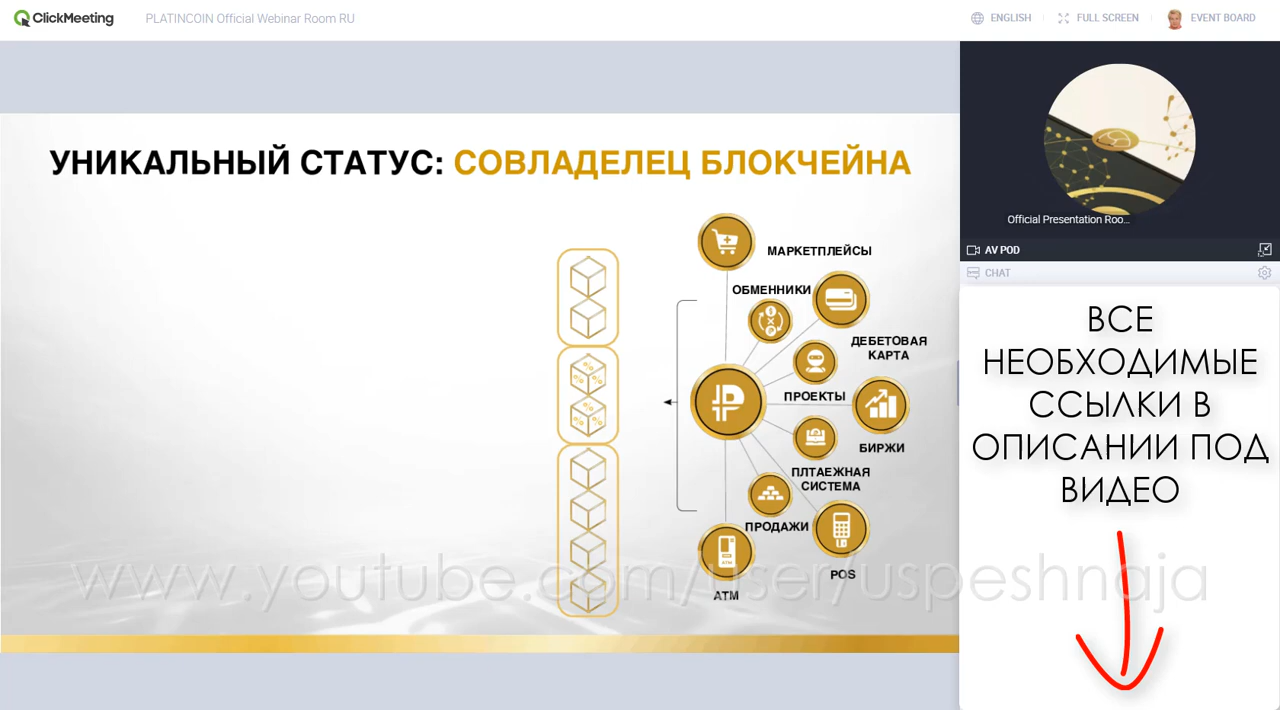 ClickMeeting
PLATINCOIN Official Webinar Room RU
ENGLISH
FULL SCREEN
EVENT BOARD
УНИКАЛЬНЫЙ СТАТУС: СОВЛАДЕЛЕЦ БЛОКЧЕЙНА
МАРКЕТПЛЕЙСЫ
ОБМЕННИКИ
ДЕБЕТОВАЯ
КАРТА
ПРОЕКТЫ
БИРЖИ
ПЛТАЕЖНАЯ
СИСТЕМА
ПРОДАЖИ
POS
ATM
ATM
Official Presentation Roo...
AV POD
CHAT
ВСЕ
НЕОБХОДИМЫЕ
ССЫЛКИ В
ОПИСАНИИ ПОД
ВИДЕО
www.youtube.com/user/uspeshnaja